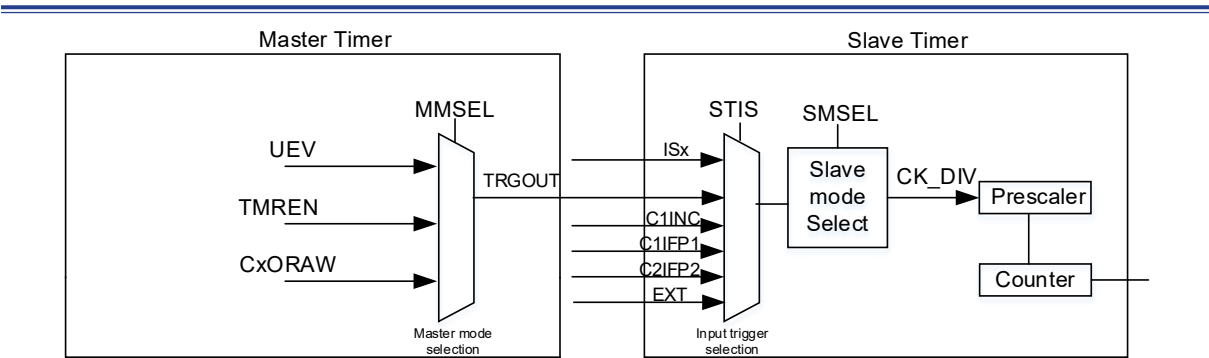 Master Timer
Slave Timer
MMSEL
STIS
SMSEL
UEV
ISx
TRGOUT
Slave
mode
Select
CK_DIV
Prescaler
TMREN
C1INC
C1IFP1
CxORAW
C2IFP2
EXT
Counter
Master mode
selection
Input trigger
selection